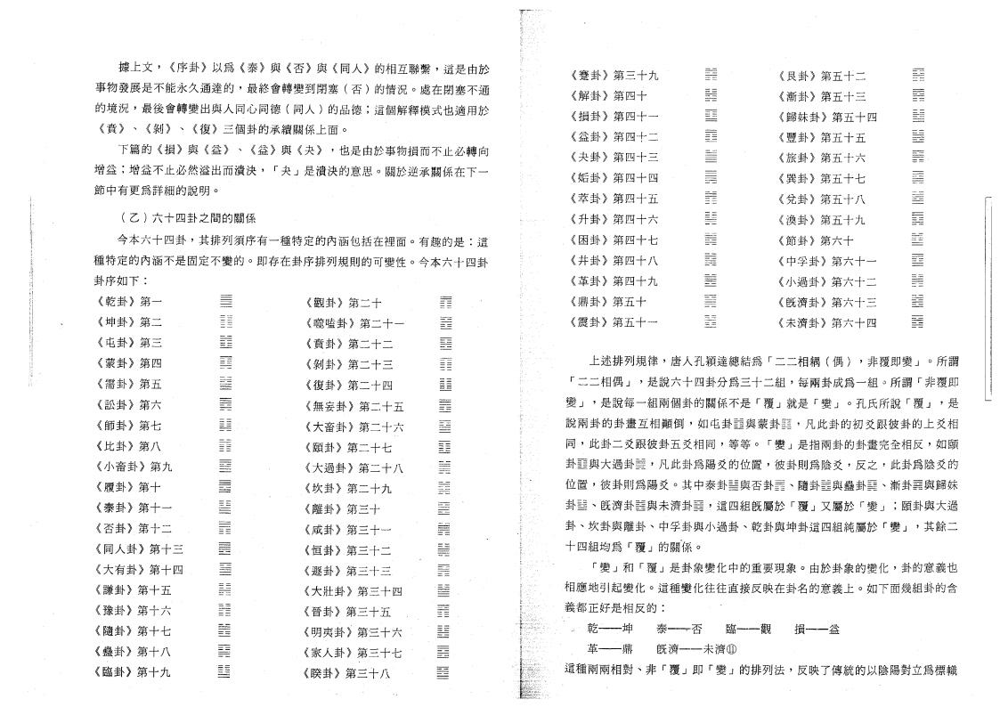 據上文，《序卦》以爲《泰》與《否》與《同人》的相互聯繫，這是由於
事物發展是不能永久通達的，最終會轉變到閉塞（否）的情況。處在閉塞不通
的境況，最後會轉變出與人同心同德（同人）的品德；這個解釋模式也適用於
《賁》、《剝》、《復》三個卦的承續關係上面。
下篇的《損》與《益》、《益》與《夬》，也是由於事物損而不止必轉向
增益；增益不止必然溢出而潰決，「夬」是潰決的意思。關於逆承關係在下一
節中有更爲詳細的說明。
（乙）六十四卦之間的關係
今本六十四卦，其排列須序有一種特定的內涵包括在裡面。有趣的是：這
種特定的內涵不是固定不變的。即存在卦序排列規則的可變性。今本六十四卦
卦序如下：
《乾卦》第一 ䷀
《坤卦》第二 ䷁
《屯卦》第三 ䷂
《蒙卦》第四 ䷃
《需卦》第五 ䷄
《訟卦》第六 ䷅
《師卦》第七 ䷆
《比卦》第八 ䷇
《小畜卦》第九 ䷈
《履卦》第十 ䷉
《泰卦》第十一 ䷊
《否卦》第十二 ䷋
《同人卦》第十三 ䷌
《大有卦》第十四 ䷍
《謙卦》第十五 ䷎
《豫卦》第十六 ䷏
《隨卦》第十七 ䷐
《蠱卦》第十八 ䷑
《臨卦》第十九 ䷒
《觀卦》第二十 ䷓
《噬嗑卦》第二十一 ䷔
《賁卦》第二十二 ䷕
《剝卦》第二十三 ䷖
《復卦》第二十四 ䷗
《無妄卦》第二十五 ䷘
《大畜卦》第二十六 ䷙
《頤卦》第二十七 ䷚
《大過卦》第二十八 ䷛
《坎卦》第二十九 ䷜
《離卦》第三十 ䷝
《咸卦》第三十一 ䷞
《恒卦》第三十二 ䷟
《遯卦》第三十三 ䷠
《大壯卦》第三十四 ䷡
《晉卦》第三十五 ䷢
《明夷卦》第三十六 ䷣
《家人卦》第三十七 ䷤
《睽卦》第三十八 ䷥
《蹇卦》第三十九 ䷦
《解卦》第四十 ䷧
《損卦》第四十一 ䷨
《益卦》第四十二 ䷩
《夬卦》第四十三 ䷪
《姤卦》第四十四 ䷫
《萃卦》第四十五 ䷬
《升卦》第四十六 ䷭
《困卦》第四十七 ䷮
《井卦》第四十八 ䷯
《革卦》第四十九 ䷰
《鼎卦》第五十 ䷱
《震卦》第五十一 ䷲
《艮卦》第五十二 ䷳
《漸卦》第五十三 ䷴
《歸妹卦》第五十四 ䷵
《豐卦》第五十五 ䷶
《旅卦》第五十六 ䷷
《巽卦》第五十七 ䷸
《兌卦》第五十八 ䷹
《渙卦》第五十九 ䷺
《節卦》第六十 ䷻
《中孚卦》第六十一 ䷼
《小過卦》第六十二 ䷽
《旣濟卦》第六十三 ䷾
《未濟卦》第六十四 ䷿
上述排列規律，唐人孔穎達總結爲「二二相耦（偶），非覆即變」。所謂
「二二相偶」，是說六十四卦分爲三十二組，每兩卦成爲一組。所謂「非覆即
變」，是說每一組兩個卦的關係不是「覆」就是「變」。孔氏所說「覆」，是
說兩卦的卦畫互相顚倒，如屯卦䷂與蒙卦䷃，凡此卦的初爻跟彼卦的上爻相
同，此卦二爻跟彼卦五爻相同，等等。「變」是指兩卦的卦畫完全相反，如頤
卦䷚與大過卦䷛，凡此卦爲陽爻的位置，彼卦則爲陰爻，反之，此卦爲陰爻的
位置，彼卦則爲陽爻。其中泰卦䷊與否卦䷋、隨卦䷐與蠱卦䷑、漸卦䷴與歸妹
卦䷵、旣濟卦䷾與未濟卦䷿，這四組旣屬於「覆」又屬於「變」；頤卦與大過
卦、坎卦與離卦、中孚卦與小過卦、乾卦與坤卦這四組純屬於「變」，其餘二
十四組均爲「覆」的關係。
「變」和「覆」是卦象變化中的重要現象。由於卦象的變化，卦的意義也
相應地引起變化。這種變化往往直接反映在卦名的意義上。如下面幾組卦的含
義都正好是相反的：
乾——坤　泰——否　臨——觀　損——益
革——鼎　旣濟——未濟⑪
這種兩兩相對、非「覆」即「變」的排列法，反映了傳統的以陰陽對立爲標幟